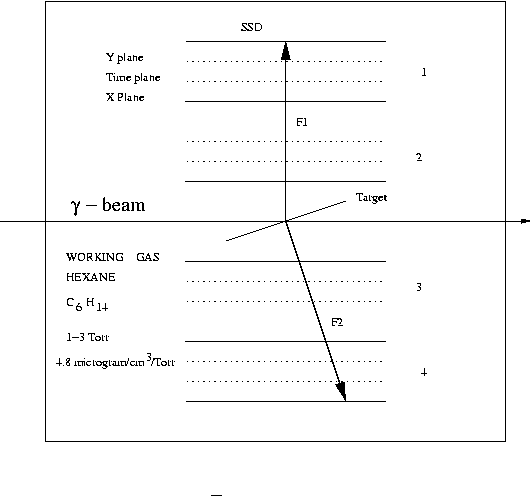 SSD
Y plane
Time plane
X Plane
1
F1
2
γ − beam
Target
WORKING GAS
HEXANE
C6 H14
3
1−3 Torr
F2
4.8 microgram/cm3/Torr
4